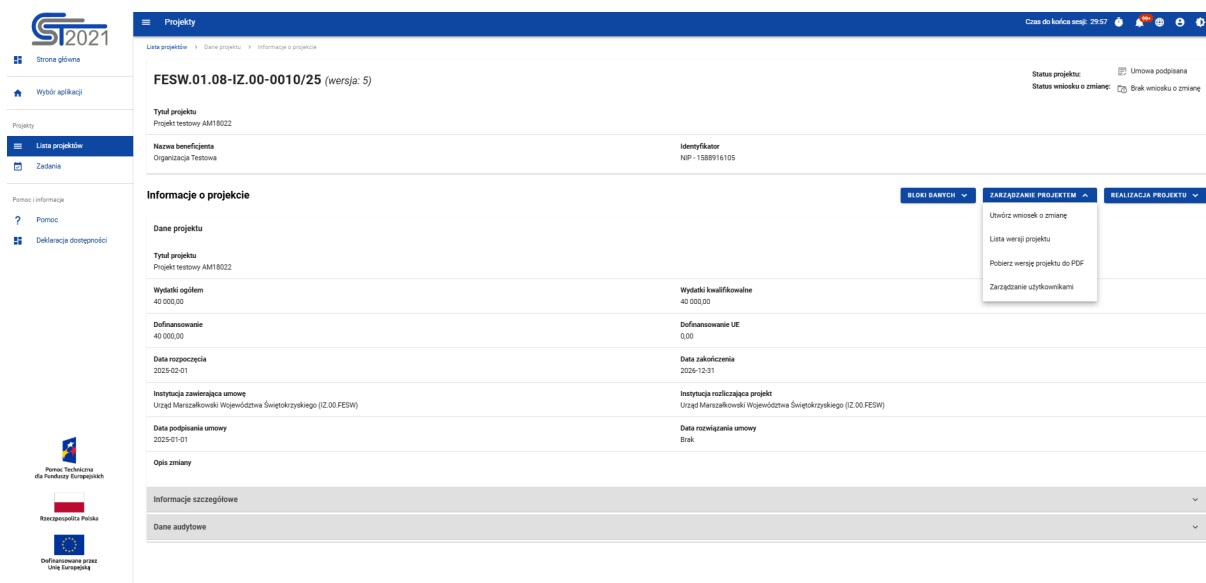 CST2021
Projekty
Czas do końca sesji: 29:57
99+
Strona główna
Wybór aplikacji
Projekty
Lista projektów
Zadania
Pomoc i informacje
? Pomoc
Deklaracja dostępności
Pomoc Techniczna
dla Funduszy Europejskich
Rzeczpospolita Polska
Dofinansowane przez
Unię Europejską
Lista projektów > Dane projektu > Informacje o projekcie
FESW.01.08-IZ.00-0010/25 (wersja: 5)
Status projektu: Umowa podpisana
Status wniosku o zmianę: Brak wniosku o zmianę
Tytuł projektu
Projekt testowy AM18022
Nazwa beneficjenta Identyfikator
Organizacja Testowa NIP - 1588916105
Informacje o projekcie
BLOKI DANYCH ZARZĄDZANIE PROJEKTEM REALIZACJA PROJEKTU
Utwórz wniosek o zmianę
Lista wersji projektu
Pobierz wersję projektu do PDF
Zarządzanie użytkownikami
Dane projektu
Tytuł projektu
Projekt testowy AM18022
Wydatki ogółem Wydatki kwalifikowalne
40 000,00 40 000,00
Dofinansowanie Dofinansowanie UE
40 000,00 0,00
Data rozpoczęcia Data zakończenia
2025-02-01 2026-12-31
Instytucja zawierająca umowę Instytucja rozliczająca projekt
Urząd Marszałkowski Województwa Świętokrzyskiego (IZ.00.FESW) Urząd Marszałkowski Województwa Świętokrzyskiego (IZ.00.FESW)
Data podpisania umowy Data rozwiązania umowy
2025-01-01 Brak
Opis zmiany
Informacje szczegółowe
Dane audytowe